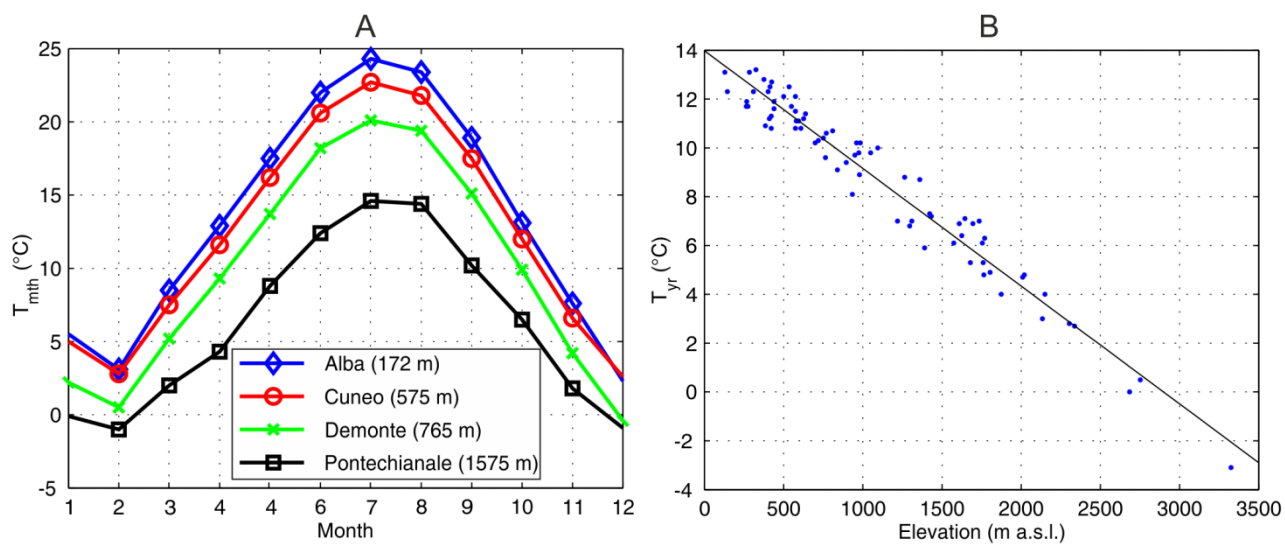 A
25
20
15
10
5
0
-5
T_mth (°C)
1 2 3 4 4 6 7 8 9 10 11 12
Month
Alba (172 m)
Cuneo (575 m)
Demonte (765 m)
Pontechianale (1575 m)
B
14
12
10
8
6
4
2
0
-2
-4
T_yr (°C)
0 500 1000 1500 2000 2500 3000 3500
Elevation (m a.s.l.)